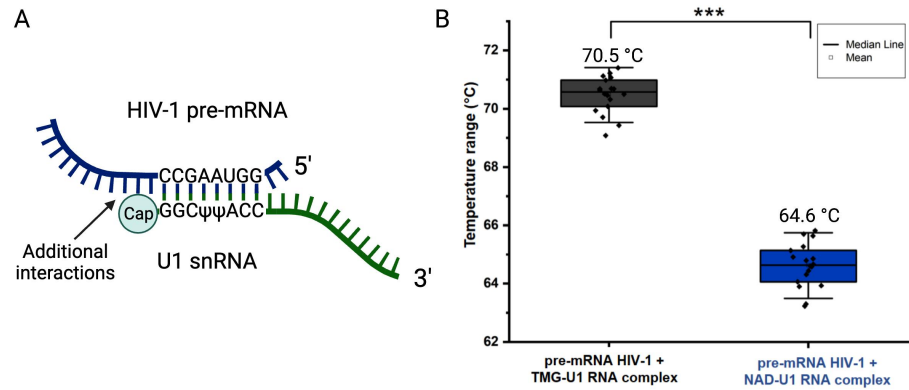 A
HIV-1 pre-mRNA
CCGAAUGG
5'
Cap
GGCψψACC
Additional
interactions
U1 snRNA
3'
B
***
Median Line
Mean
70.5 °C
64.6 °C
Temperature range (°C)
72
70
68
66
64
62
pre-mRNA HIV-1 +
TMG-U1 RNA complex
pre-mRNA HIV-1 +
NAD-U1 RNA complex